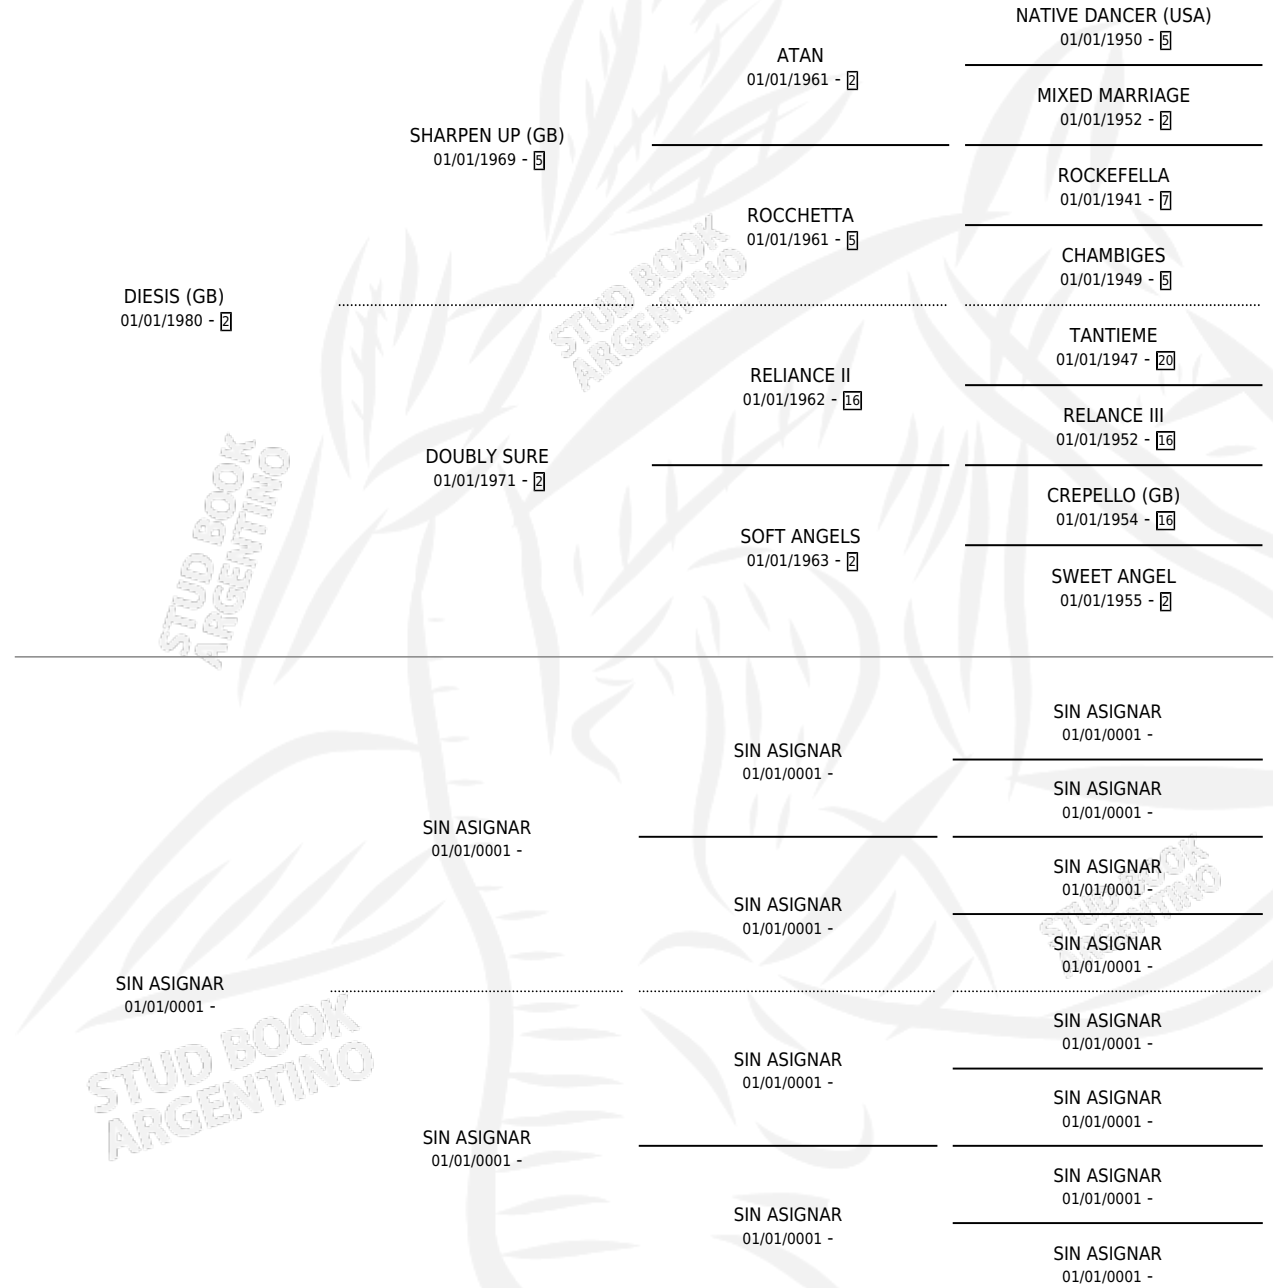 NATIVE DANCER (USA)
01/01/1950 - 5
ATAN
01/01/1961 - 2
MIXED MARRIAGE
01/01/1952 - 2
SHARPEN UP (GB)
01/01/1969 - 5
ROCKEFELLA
01/01/1941 - 7
ROCCHETTA
01/01/1961 - 5
CHAMBIGES
01/01/1949 - 5
DIESIS (GB)
01/01/1980 - 2
TANTIEME
01/01/1947 - 20
RELIANCE II
01/01/1962 - 16
RELANCE III
01/01/1952 - 16
DOUBLY SURE
01/01/1971 - 2
CREPELLO (GB)
01/01/1954 - 16
SOFT ANGELS
01/01/1963 - 2
SWEET ANGEL
01/01/1955 - 2
STUD BOOK
ARGENTINO
STUD BOOK
ARGENTINO
SIN ASIGNAR
01/01/0001 -
SIN ASIGNAR
01/01/0001 -
SIN ASIGNAR
01/01/0001 -
SIN ASIGNAR
01/01/0001 -
SIN ASIGNAR
01/01/0001 -
SIN ASIGNAR
01/01/0001 -
SIN ASIGNAR
01/01/0001 -
SIN ASIGNAR
01/01/0001 -
SIN ASIGNAR
01/01/0001 -
SIN ASIGNAR
01/01/0001 -
SIN ASIGNAR
01/01/0001 -
SIN ASIGNAR
01/01/0001 -
SIN ASIGNAR
01/01/0001 -
SIN ASIGNAR
01/01/0001 -
SIN ASIGNAR
01/01/0001 -
STUD BOOK
ARGENTINO
STUD BOOK
ARGENTINO